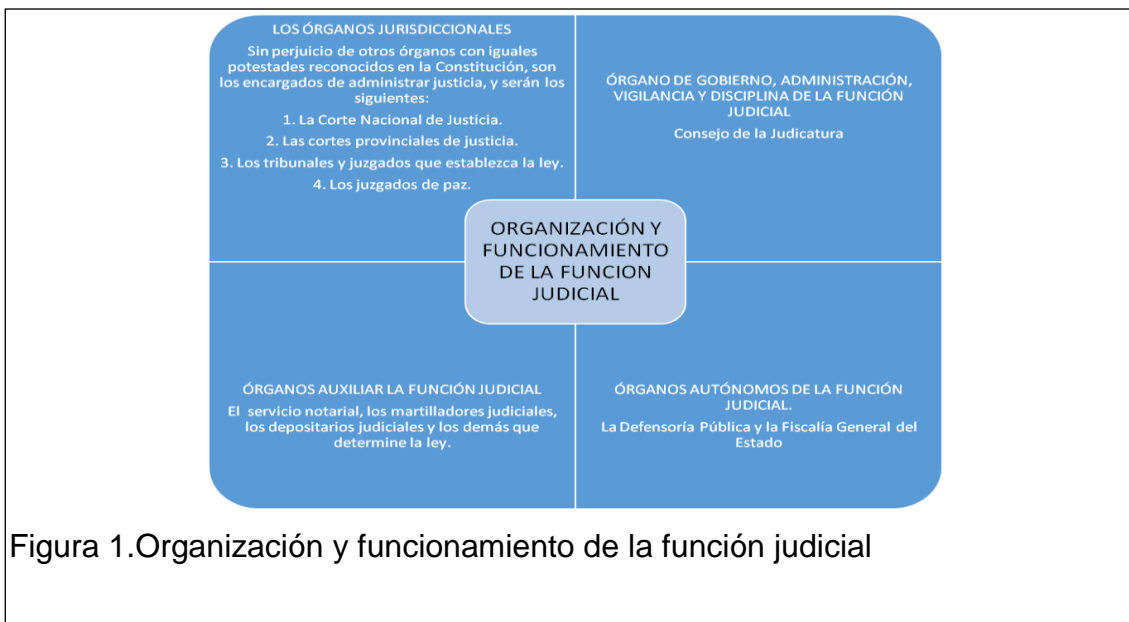 LOS ÓRGANOS JURISDICCIONALES
Sin perjuicio de otros órganos con iguales
potestades reconocidos en la Constitución, son
los encargados de administrar justicia, y serán los
siguientes:
1. La Corte Nacional de Justicia.
2. Las cortes provinciales de justicia.
3. Los tribunales y juzgados que establezca la ley.
4. Los juzgados de paz.
ÓRGANO DE GOBIERNO, ADMINISTRACIÓN,
VIGILANCIA Y DISCIPLINA DE LA FUNCIÓN
JUDICIAL
Consejo de la Judicatura
ORGANIZACIÓN Y
FUNCIONAMIENTO
DE LA FUNCION
JUDICIAL
ÓRGANOS AUXILIAR LA FUNCIÓN JUDICIAL
El servicio notarial, los martilladores judiciales,
los depositarios judiciales y los demás que
determine la ley.
ÓRGANOS AUTÓNOMOS DE LA FUNCIÓN
JUDICIAL.
La Defensoría Pública y la Fiscalía General del
Estado
Figura 1.Organización y funcionamiento de la función judicial